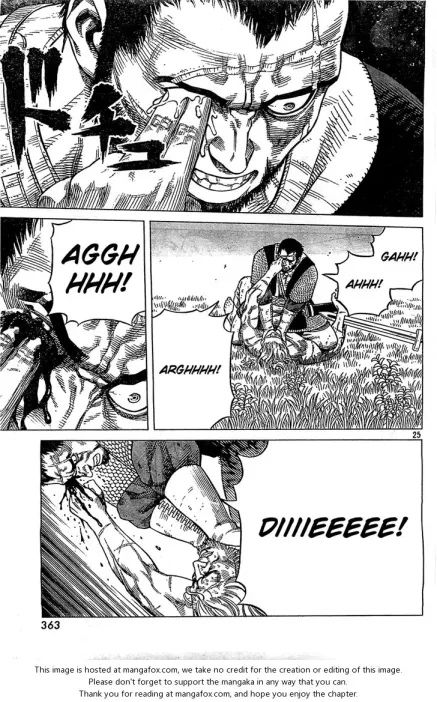 ドチュ
AGGH
HHH!
GAHH!
AHHH!
ARGHHHH!
25
DIIIIEEEEE!
363
This image is hosted at mangafox.com, we take no credit for the creation or editing of this image.
Please don't forget to support the mangaka in any way that you can.
Thank you for reading at mangafox.com, and hope you enjoy the chapter.